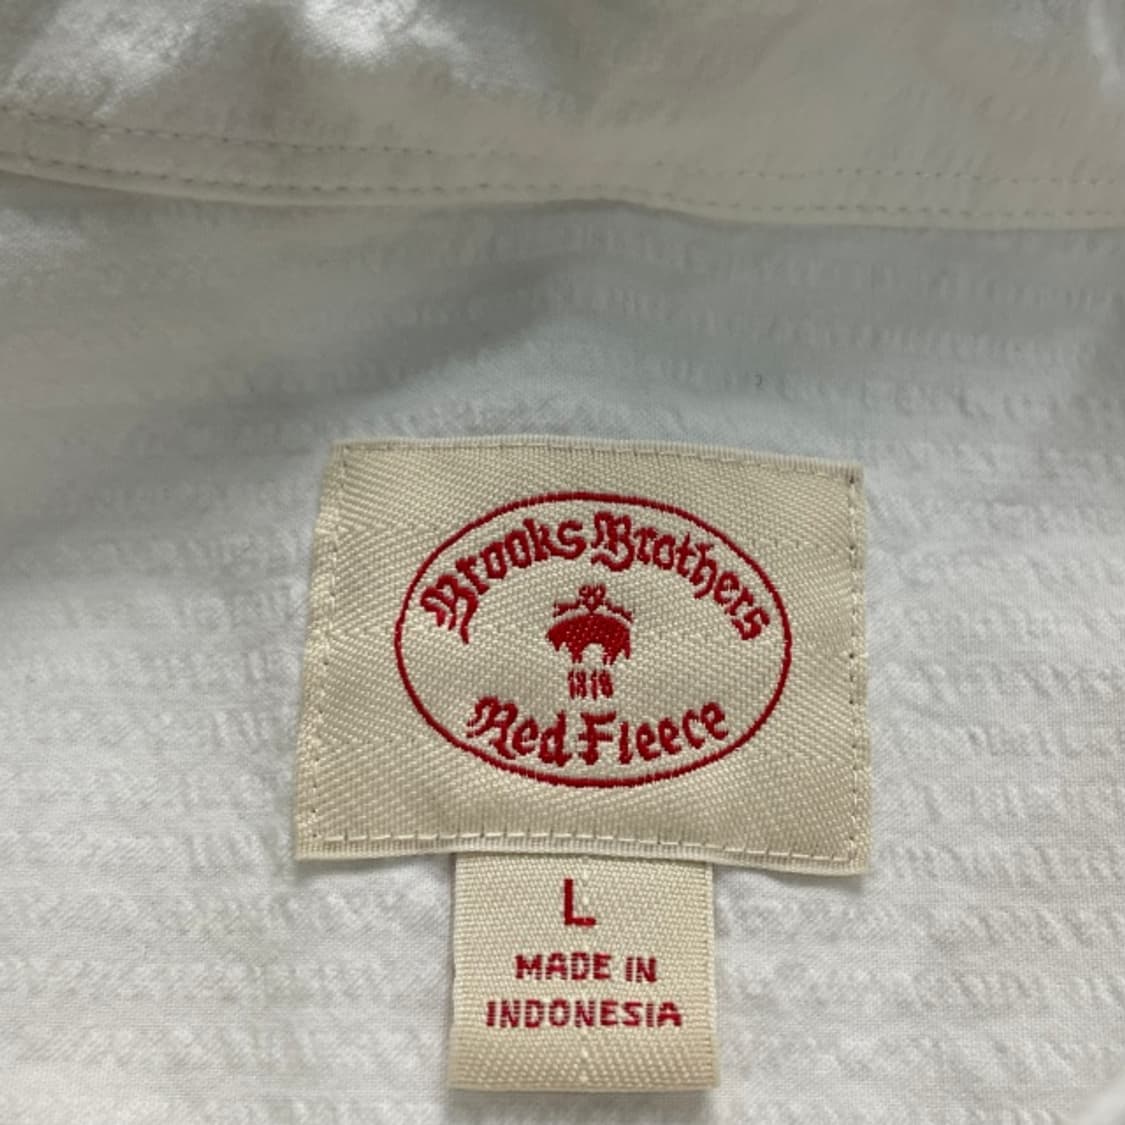 Brooks Brothers
1818
Red Fleece
L
MADE IN
INDONESIA